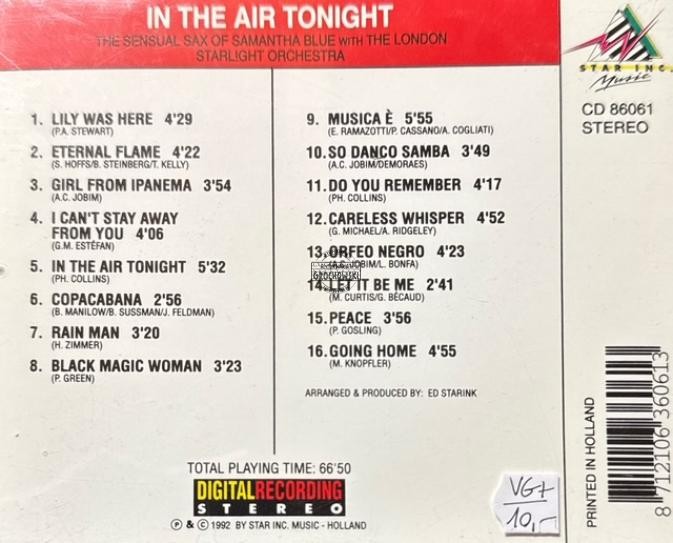 IN THE AIR TONIGHT
THE SENSUAL SAX OF SAMANTHA BLUE WITH THE LONDON
STARLIGHT ORCHESTRA
STAR INC.
Music
CD 86061
STEREO
1. LILY WAS HERE 4'29
(P.A. STEWART)
2. ETERNAL FLAME 4'22
(S. HOFFS/B. STEINBERG/T. KELLY)
3. GIRL FROM IPANEMA 3'54
(A.C. JOBIM)
4. I CAN'T STAY AWAY
FROM YOU 4'06
(G.M. ESTÉFAN)
5. IN THE AIR TONIGHT 5'32
(PH. COLLINS)
6. COPACABANA 2'56
(B. MANILOW/B. SUSSMAN/J. FELDMAN)
7. RAIN MAN 3'20
(H. ZIMMER)
8. BLACK MAGIC WOMAN 3'23
(P. GREEN)
9. MUSICA È 5'55
(E. RAMAZOTTI/P. CASSANO/A. COGLIATI)
10. SO DANCO SAMBA 3'49
(A.C. JOBIM/DEMORAES)
11. DO YOU REMEMBER 4'17
(PH. COLLINS)
12. CARELESS WHISPER 4'52
(G. MICHAEL/A. RIDGELEY)
13. ORFEO NEGRO 4'23
(A.C. JOBIM/L. BONFA)
14. LET IT BE ME 2'41
(M. CURTIS/G. BÉCAUD)
15. PEACE 3'56
(P. GOSLING)
16. GOING HOME 4'55
(M. KNOPFLER)
ARRANGED & PRODUCED BY: ED STARINK
TOTAL PLAYING TIME: 66'50
DIGITAL RECORDING
STEREO
℗ & © 1992 BY STAR INC. MUSIC - HOLLAND
VG+
10,-
PRINTED IN HOLLAND
8 712106 360613